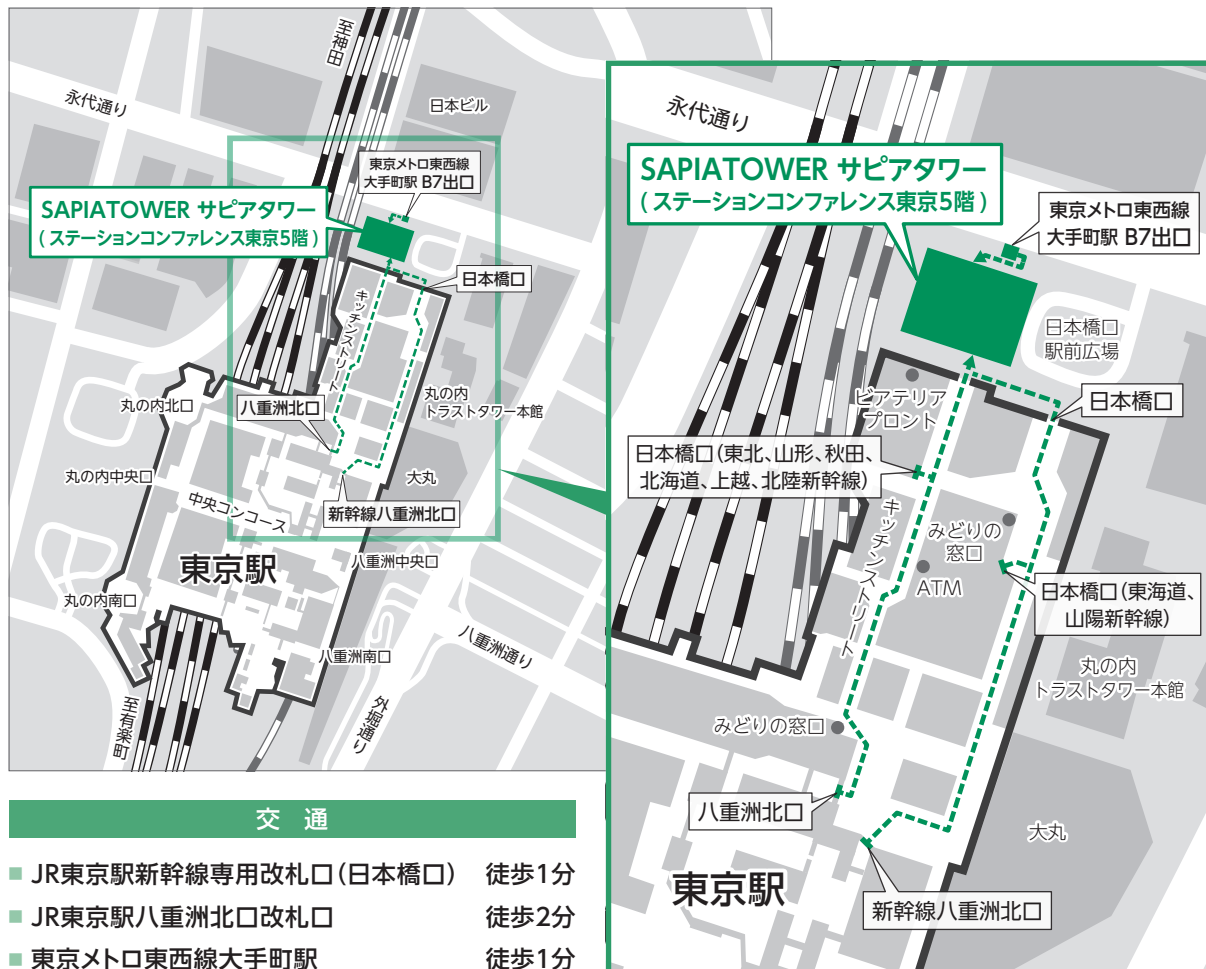 至神田
永代通り
日本ビル
東京メトロ東西線
大手町駅 B7出口
SAPIATOWER サピアタワー
(ステーションコンファレンス東京5階)
日本橋口
キッチンストリート
丸の内
トラストタワー本館
丸の内北口
八重洲北口
丸の内中央口
大丸
中央コンコース
新幹線八重洲北口
東京駅
八重洲中央口
丸の内南口
八重洲通り
八重洲南口
至有楽町
外堀通り
永代通り
SAPIATOWER サピアタワー
(ステーションコンファレンス東京5階)
東京メトロ東西線
大手町駅 B7出口
日本橋口
駅前広場
ビアテリア
プロント
日本橋口
日本橋口(東北、山形、秋田、
北海道、上越、北陸新幹線)
キッチンストリート
みどりの
窓口
ATM
日本橋口(東海道、
山陽新幹線)
丸の内
トラストタワー本館
みどりの窓口
八重洲北口
大丸
東京駅
新幹線八重洲北口
交 通
■ JR東京駅新幹線専用改札口(日本橋口) 徒歩1分
■ JR東京駅八重洲北口改札口 徒歩2分
■ 東京メトロ東西線大手町駅 徒歩1分